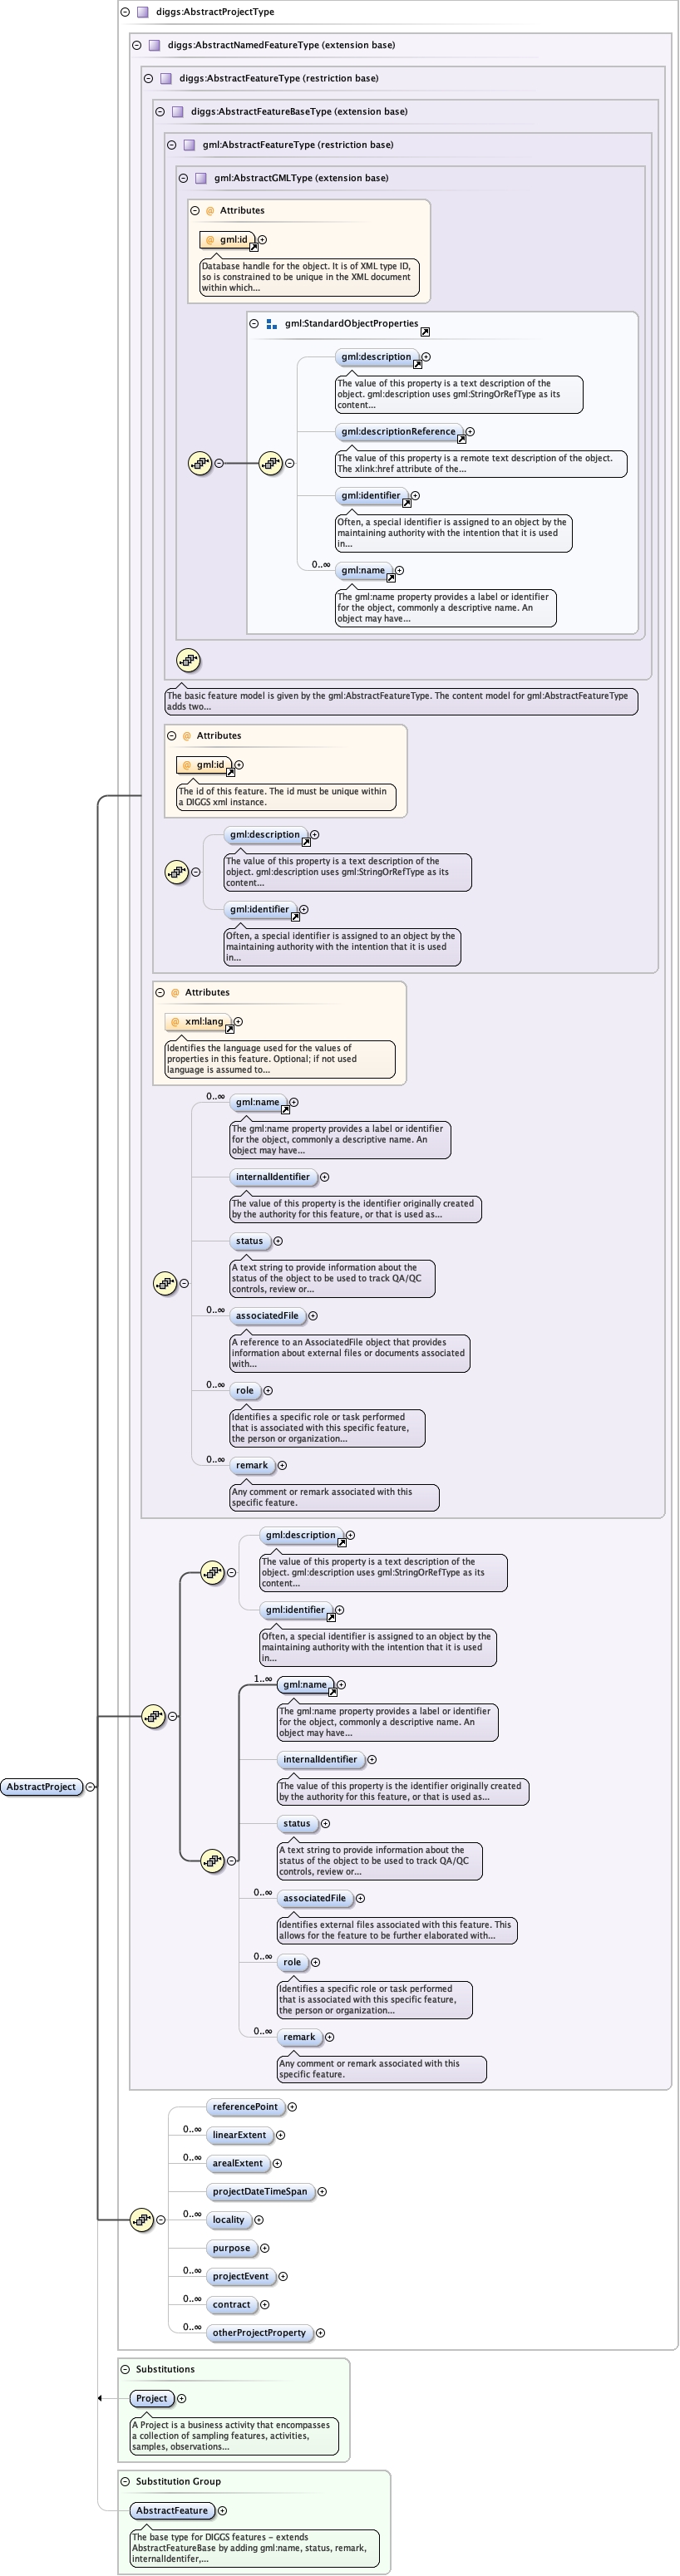 diggs:AbstractProjectType
diggs:AbstractNamedFeatureType (extension base)
diggs:AbstractFeatureType (restriction base)
diggs:AbstractFeatureBaseType (extension base)
gml:AbstractFeatureType (restriction base)
gml:AbstractGMLType (extension base)
@ Attributes
@ gml:id
Database handle for the object. It is of XML type ID,
so is constrained to be unique in the XML document
within which...
gml:StandardObjectProperties
gml:description
The value of this property is a text description of the
object. gml:description uses gml:StringOrRefType as its
content...
gml:descriptionReference
The value of this property is a remote text description of the object.
The xlink:href attribute of the...
gml:identifier
Often, a special identifier is assigned to an object by the
maintaining authority with the intention that it is used
in...
0..∞
gml:name
The gml:name property provides a label or identifier
for the object, commonly a descriptive name. An
object may have...
The basic feature model is given by the gml:AbstractFeatureType. The content model for gml:AbstractFeatureType
adds two...
@ Attributes
@ gml:id
The id of this feature. The id must be unique within
a DIGGS xml instance.
gml:description
The value of this property is a text description of the
object. gml:description uses gml:StringOrRefType as its
content...
gml:identifier
Often, a special identifier is assigned to an object by the
maintaining authority with the intention that it is used
in...
@ Attributes
@ xml:lang
Identifies the language used for the values of
properties in this feature. Optional; if not used
language is assumed to...
0..∞
gml:name
The gml:name property provides a label or identifier
for the object, commonly a descriptive name. An
object may have...
internalIdentifier
The value of this property is the identifier originally created
by the authority for this feature, or that is used as...
status
A text string to provide information about the
status of the object to be used to track QA/QC
controls, review or...
0..∞
associatedFile
A reference to an AssociatedFile object that provides
information about external files or documents associated
with...
0..∞
role
Identifies a specific role or task performed
that is associated with this specific feature,
the person or organization...
0..∞
remark
Any comment or remark associated with this
specific feature.
gml:description
The value of this property is a text description of the
object. gml:description uses gml:StringOrRefType as its
content...
gml:identifier
Often, a special identifier is assigned to an object by the
maintaining authority with the intention that it is used
in...
1..∞
gml:name
The gml:name property provides a label or identifier
for the object, commonly a descriptive name. An
object may have...
internalIdentifier
The value of this property is the identifier originally created
by the authority for this feature, or that is used as...
AbstractProject
status
A text string to provide information about the
status of the object to be used to track QA/QC
controls, review or...
0..∞
associatedFile
Identifies external files associated with this feature. This
allows for the feature to be further elaborated with...
0..∞
role
Identifies a specific role or task performed
that is associated with this specific feature,
the person or organization...
0..∞
remark
Any comment or remark associated with this
specific feature.
referencePoint
0..∞
linearExtent
0..∞
arealExtent
projectDateTimeSpan
0..∞
locality
purpose
0..∞
projectEvent
0..∞
contract
0..∞
otherProjectProperty
Substitutions
Project
A Project is a business activity that encompasses
a collection of sampling features, activities,
samples, observations...
Substitution Group
AbstractFeature
The base type for DIGGS features - extends
AbstractFeatureBase by adding gml:name, status, remark,
internalIdentifer,...